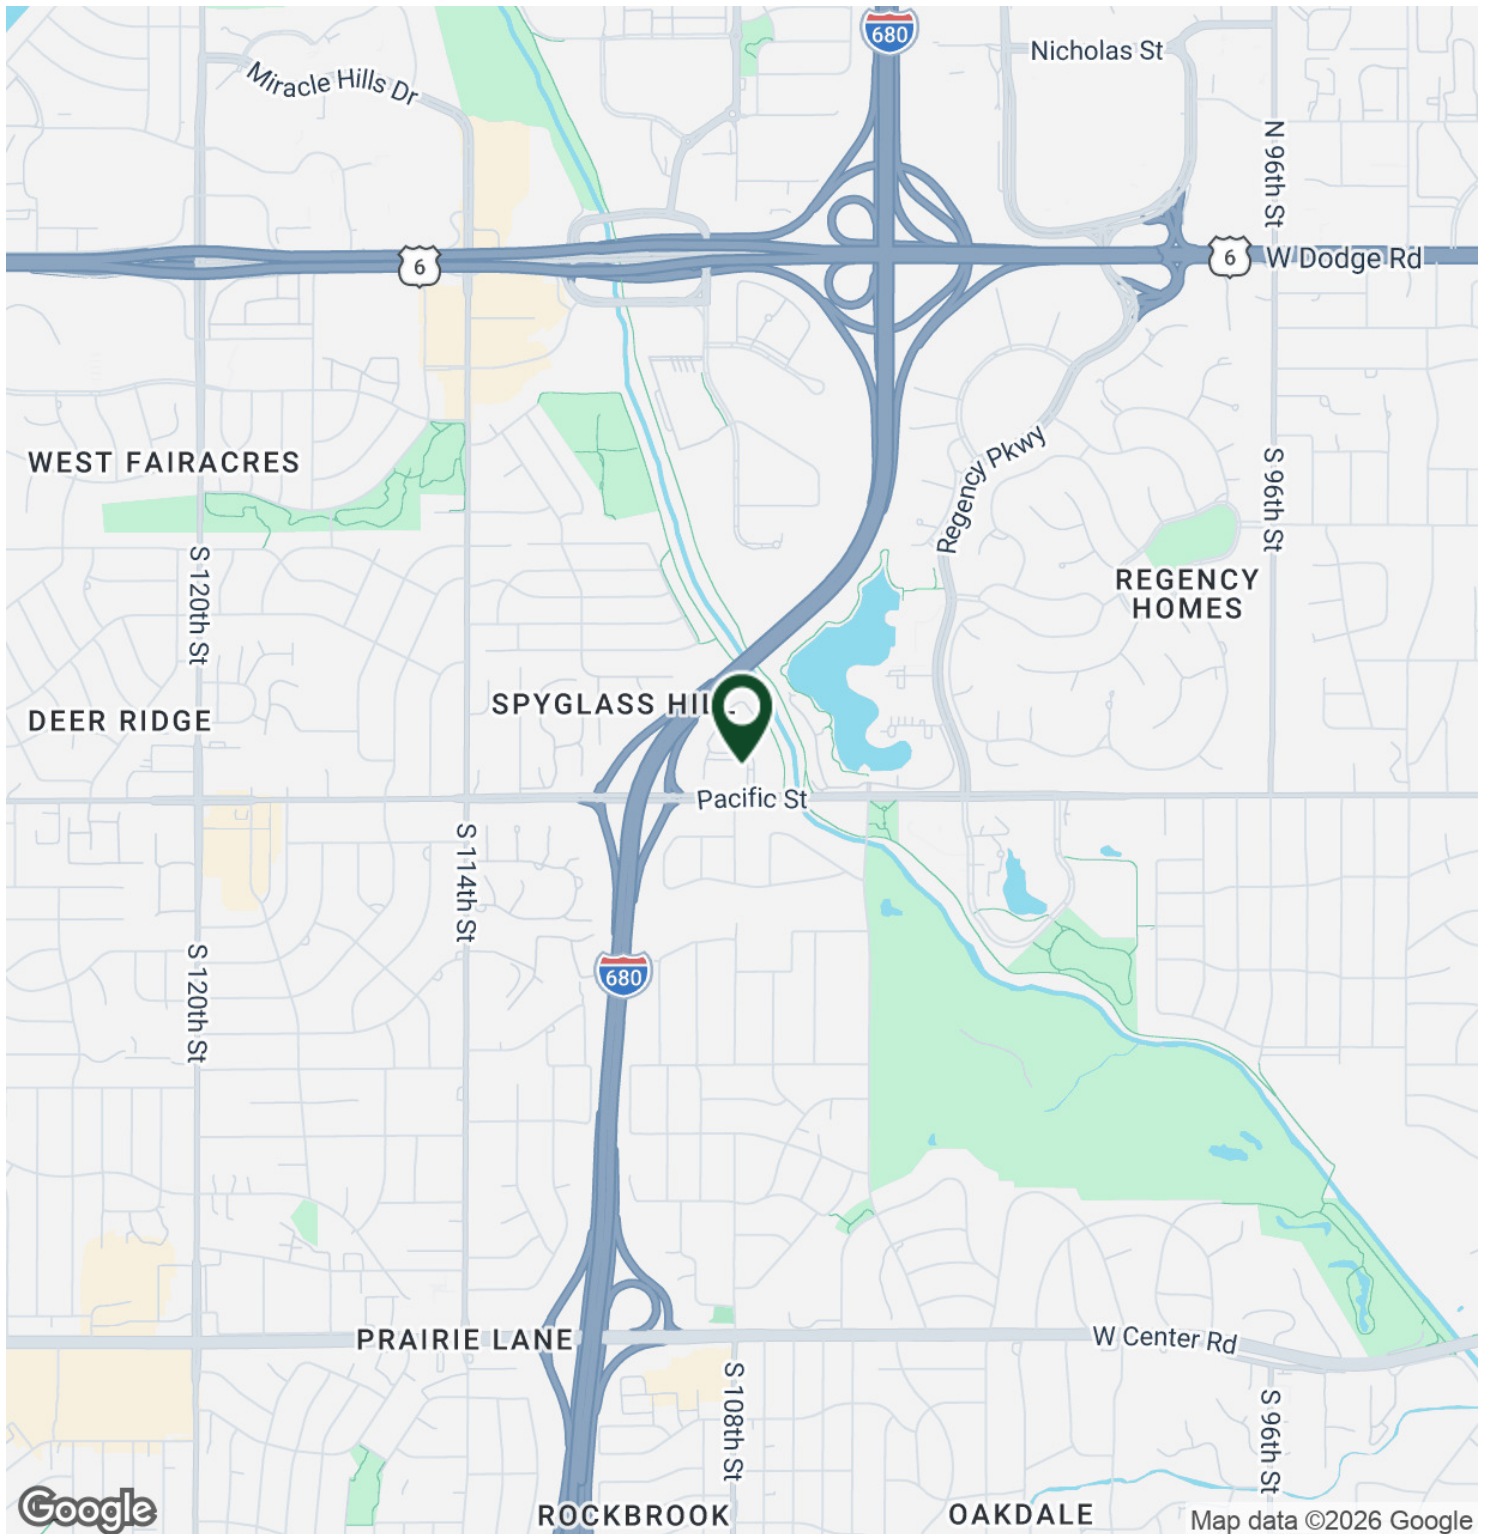 680
Nicholas St
Miracle Hills Dr
N 96th St
6
6
W Dodge Rd
WEST FAIRACRES
Regency Pkwy
S 96th St
S 120th St
REGENCY
HOMES
SPYGLASS HILL
DEER RIDGE
Pacific St
S 114th St
680
S 120th St
PRAIRIE LANE
W Center Rd
S 108th St
S 96th St
Google
ROCKBROOK
OAKDALE
Map data ©2026 Google